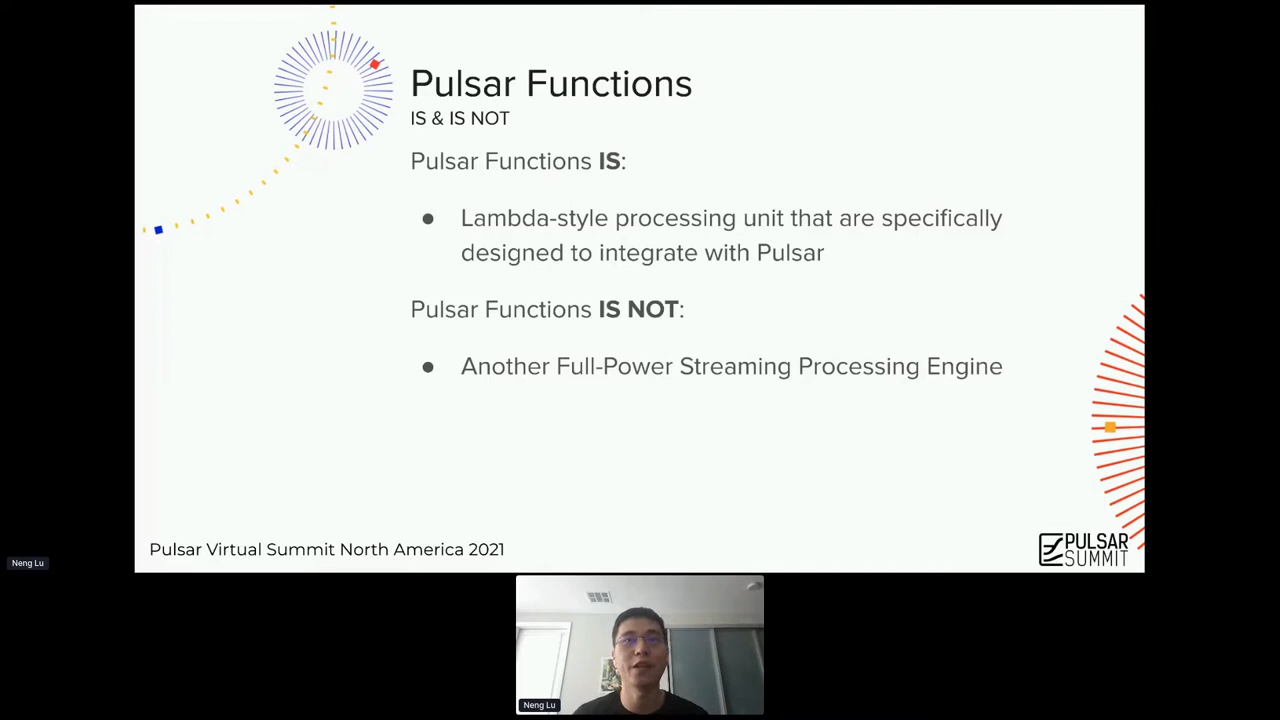 Pulsar Functions
IS & IS NOT
Pulsar Functions IS:
● Lambda-style processing unit that are specifically
designed to integrate with Pulsar
Pulsar Functions IS NOT:
● Another Full-Power Streaming Processing Engine
Pulsar Virtual Summit North America 2021
PULSAR
SUMMIT
Neng Lu
Neng Lu